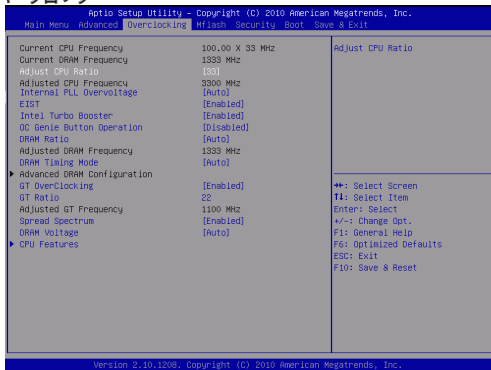 Aptio Setup Utility – Copyright (C) 2010 American Megatrends, Inc.
Main Menu Advanced Overclocking Mflash Security Boot Save & Exit
Current CPU Frequency 100.00 X 33 MHz Adjust CPU Ratio
Current DRAM Frequency 1333 MHz
Adjust CPU Ratio [33]
Adjusted CPU Frequency 3300 MHz
Internal PLL Overvoltage [Auto]
EIST [Enabled]
Intel Turbo Booster [Enabled]
OC Genie Button Operation [Disabled]
DRAM Ratio [Auto]
Adjusted DRAM Frequency 1333 MHz
DRAM Timing Mode [Auto]
Advanced DRAM Configuration
GT OverClocking [Enabled] →←: Select Screen
GT Ratio 22 ↑↓: Select Item
Adjusted GT Frequency 1100 MHz Enter: Select
Spread Spectrum [Enabled] +/-: Change Opt.
DRAM Voltage [Auto] F1: General Help
CPU Features F6: Optimized Defaults
ESC: Exit
F10: Save & Reset
Version 2.10.1208. Copyright (C) 2010 American Megatrends, Inc.